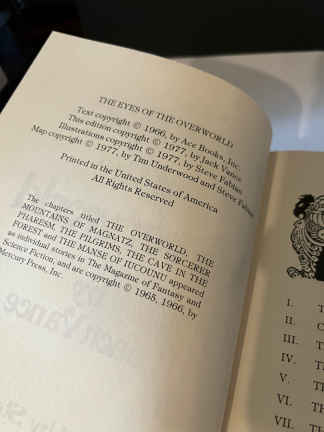 THE EYES OF THE OVERWORLD
Text copyright © 1966, by Ace Books, Inc.
This edition copyright © 1977, by Jack Vance
Illustrations copyright © 1977, by Steve Fabian
Map copyright © 1977, by Tim Underwood and Steve Fabian
Printed in the United States of America
All Rights Reserved
The chapters titled THE OVERWORLD, THE
MOUNTAINS OF MAGNATZ, THE SORCERER
PHARESM, THE PILGRIMS, THE CAVE IN THE
FOREST and THE MANSE OF IUCOUNU appeared
as individual stories in The Magazine of Fantasy and
Science Fiction, and are copyright © 1965, 1966, by
Mercury Press, Inc.
I.
II.
III.
IV.
V.
VI.
VII.